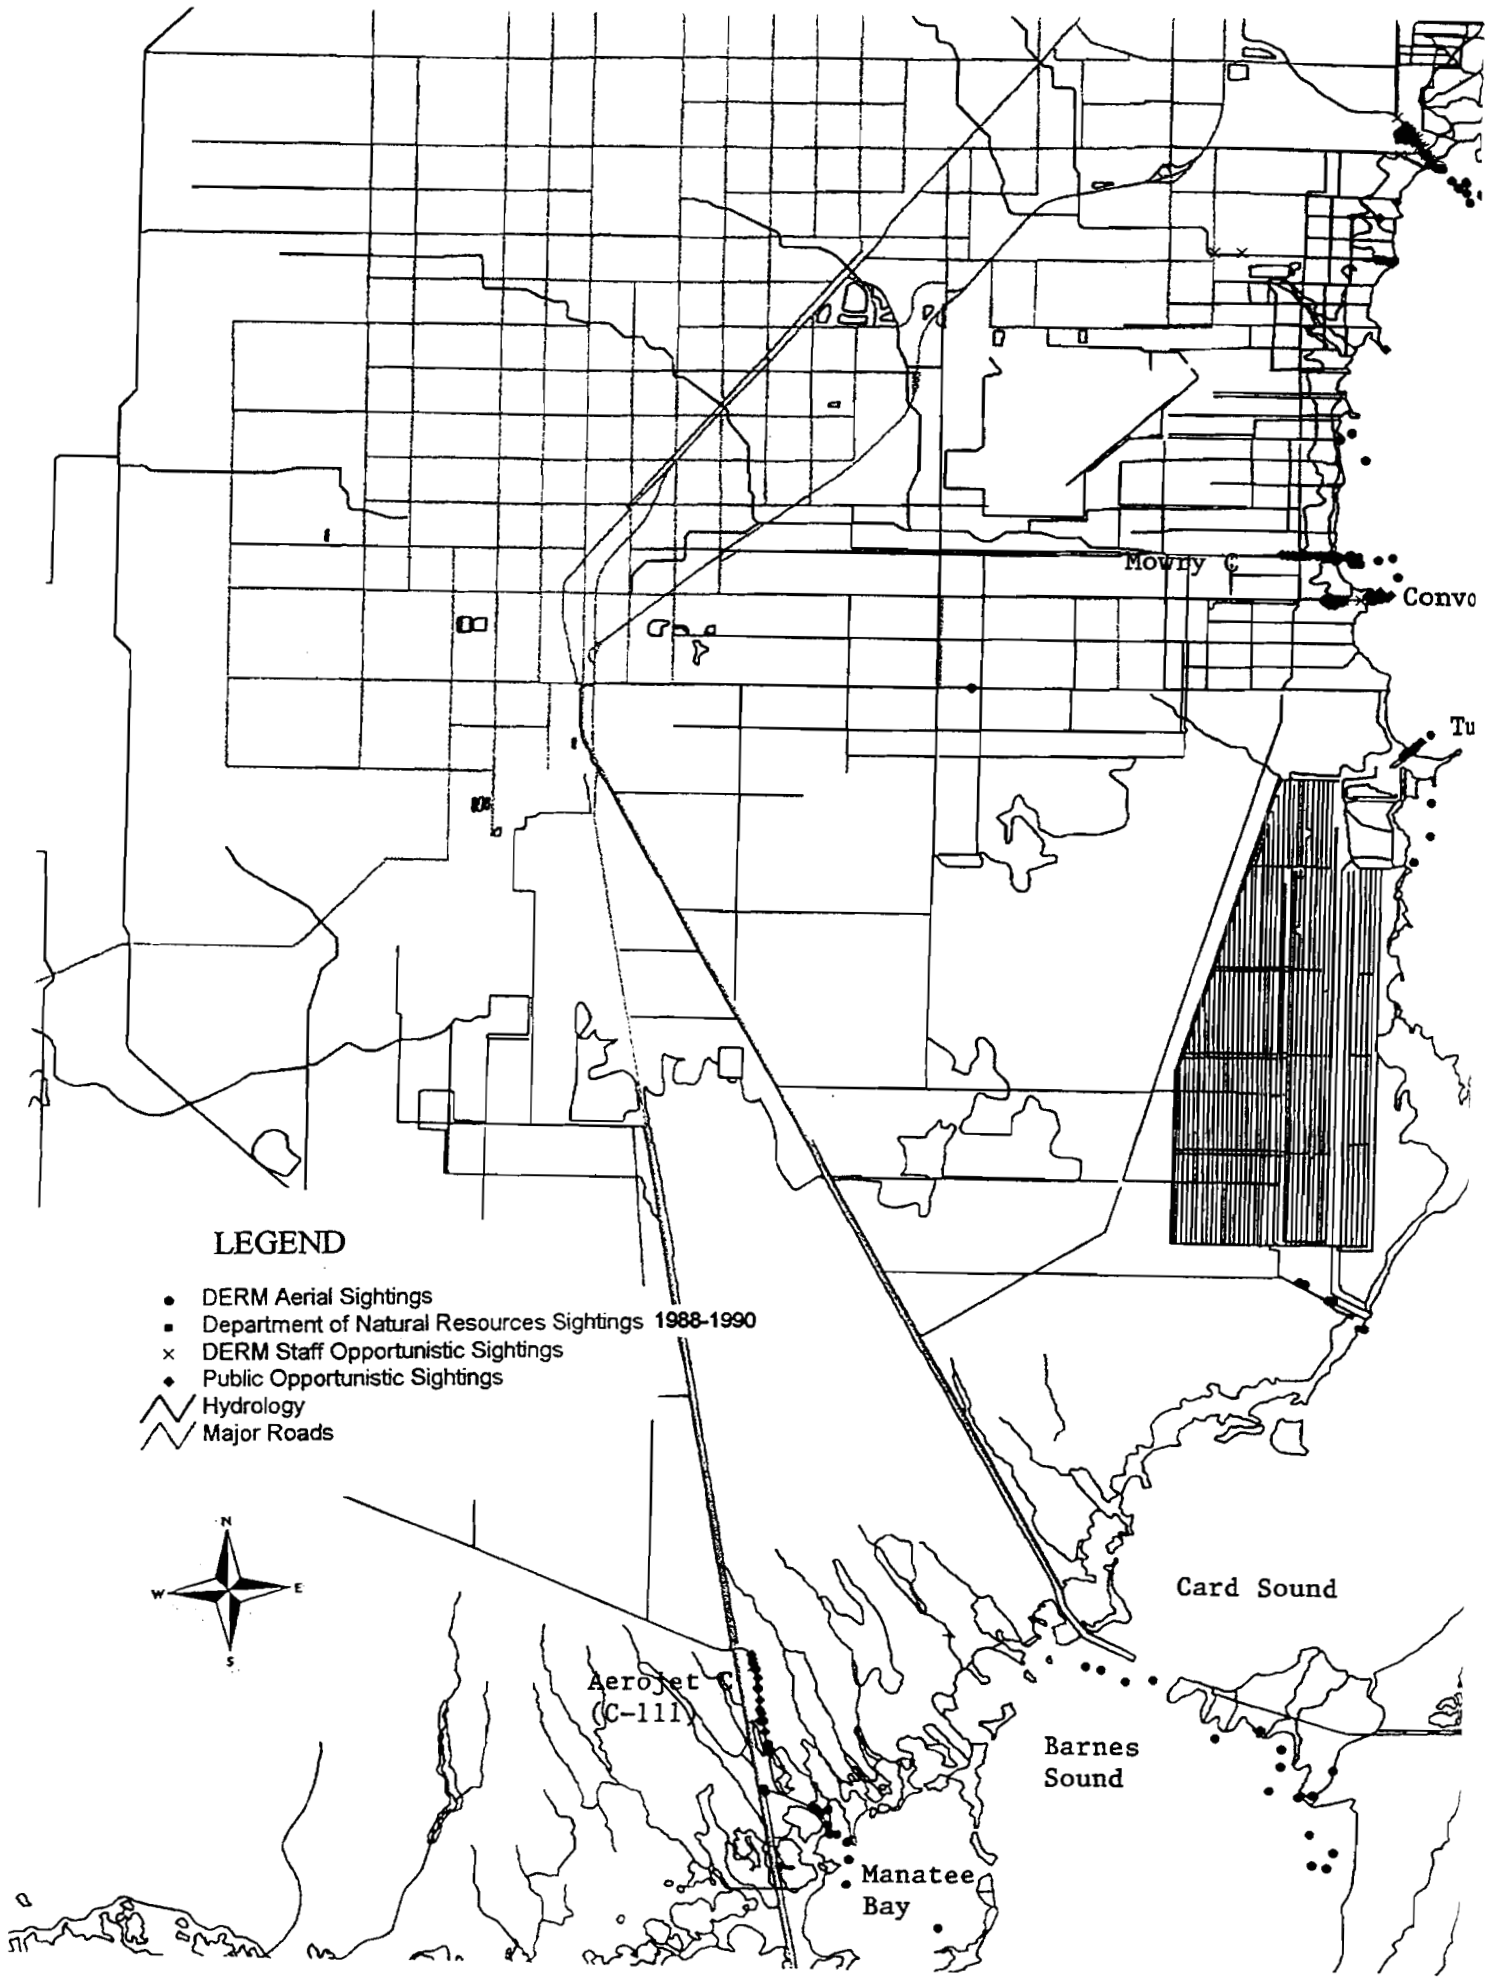 Mowry C
Convo
Tu
LEGEND
DERM Aerial Sightings
Department of Natural Resources Sightings 1988-1990
DERM Staff Opportunistic Sightings
Public Opportunistic Sightings
Hydrology
Major Roads
N
W E
S
Card Sound
Aerojet C
(C-111)
Barnes
Sound
Manatee
Bay